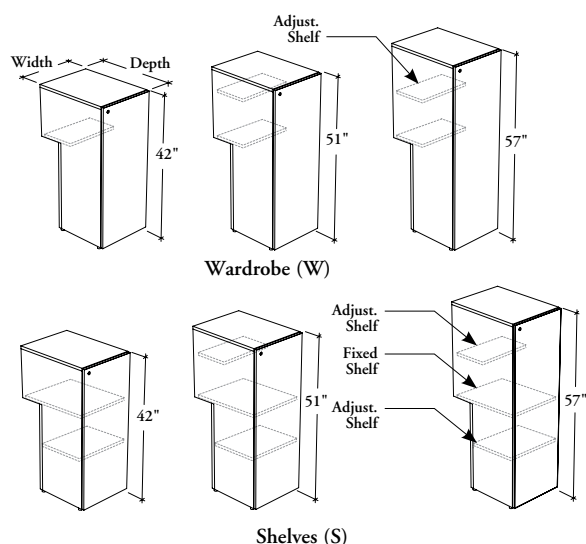 Adjust.
Shelf
Width
Depth
42"
51"
57"
Wardrobe (W)
Adjust.
Shelf
Fixed
Shelf
Adjust.
Shelf
42"
51"
57"
Shelves (S)